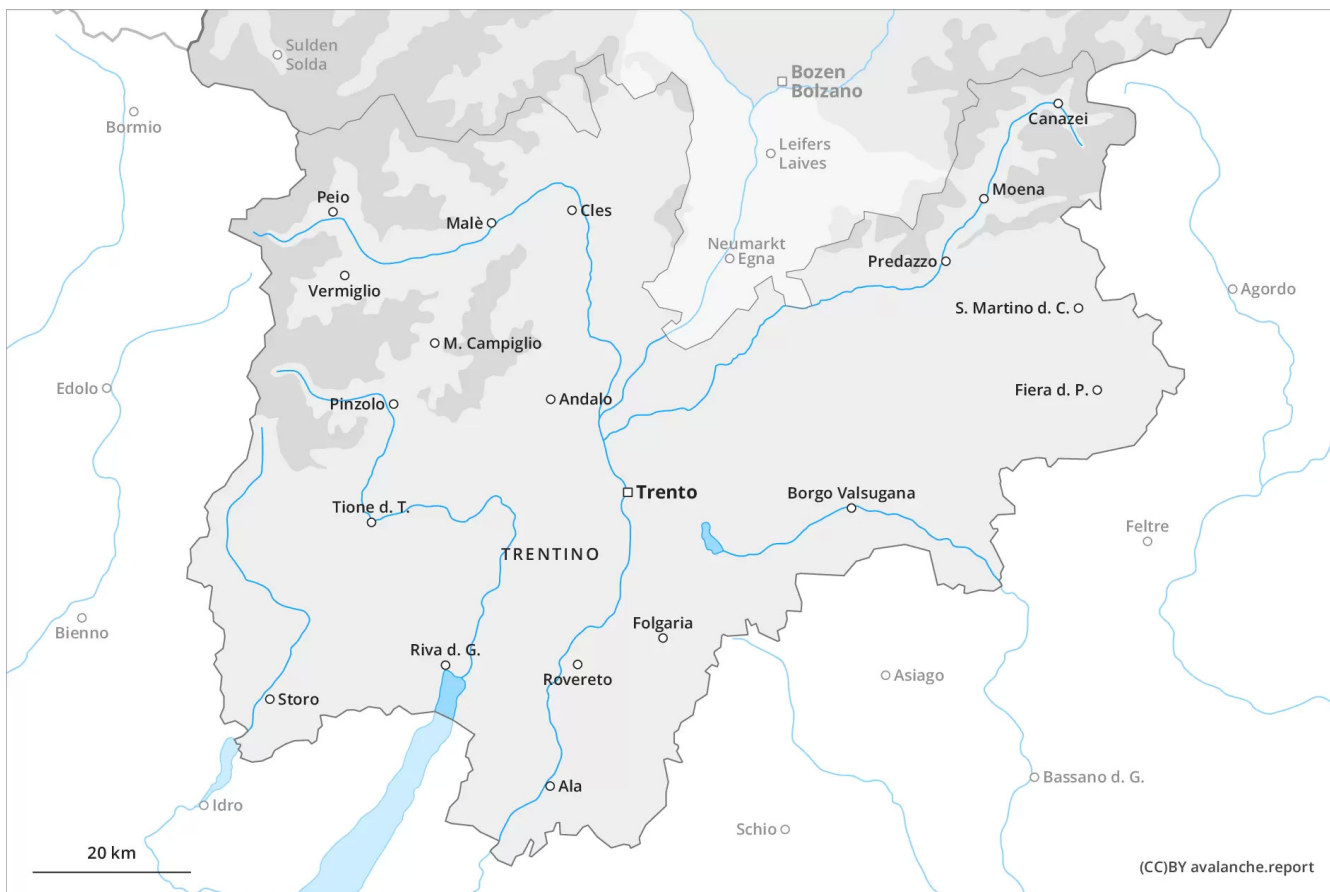 Sulden
Solda
Bozen
Bolzano
Bormio
Canazei
Leifers
Laives
Peio
Malè
Cles
Moena
Neumarkt
Egna
Predazzo
Vermiglio
Agordo
S. Martino d. C.
M. Campiglio
Edolo
Pinzolo
Andalo
Fiera d. P.
Trento
Borgo Valsugana
Tione d. T.
Feltre
TRENTINO
Bienno
Folgaria
Riva d. G.
Rovereto
Asiago
Storo
Bassano d. G.
Ala
Idro
Schio
20 km
(CC)BY avalanche.report